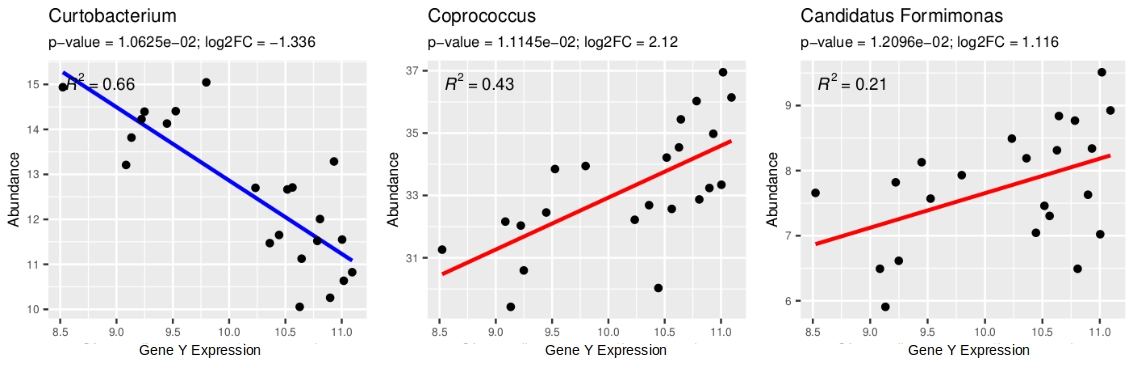 Curtobacterium
p−value = 1.0625e−02; log2FC = −1.336
R² = 0.66
Abundance
15
14
13
12
11
10
8.5 9.0 9.5 10.0 10.5 11.0
Gene Y Expression
Coprococcus
p−value = 1.1145e−02; log2FC = 2.12
R² = 0.43
Abundance
37
35
33
31
8.5 9.0 9.5 10.0 10.5 11.0
Gene Y Expression
Candidatus Formimonas
p−value = 1.2096e−02; log2FC = 1.116
R² = 0.21
Abundance
9
8
7
6
8.5 9.0 9.5 10.0 10.5 11.0
Gene Y Expression